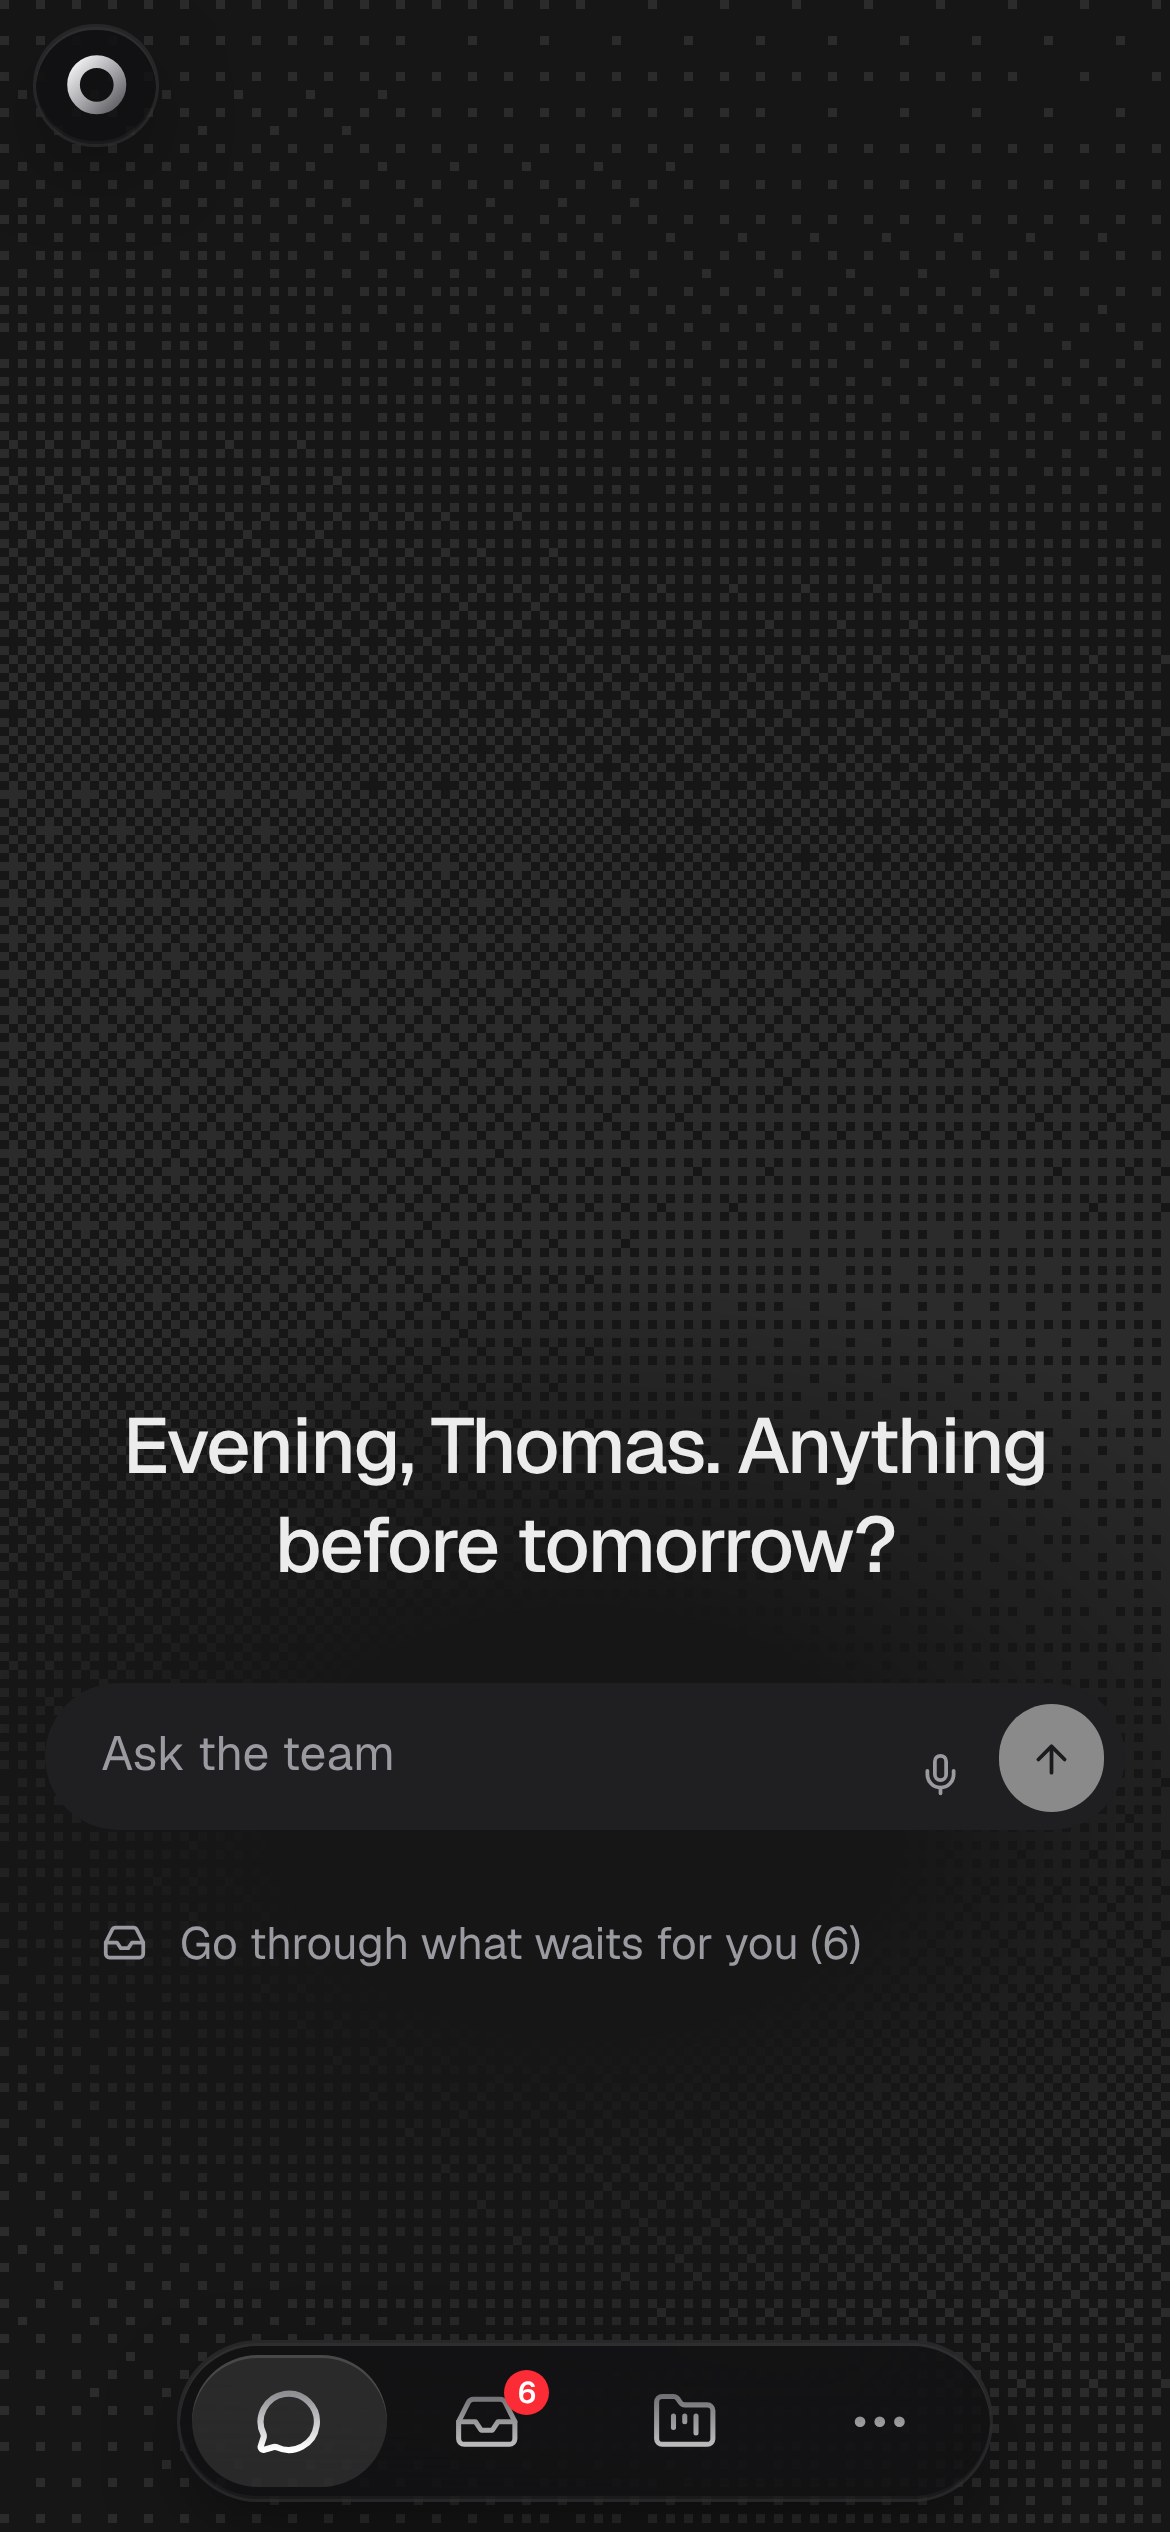 Evening, Thomas. Anything
before tomorrow?
Ask the team
Go through what waits for you (6)
6